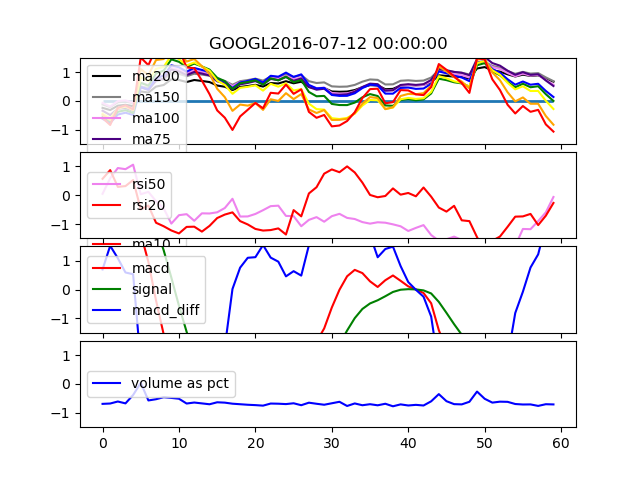 GOOGL2016-07-12 00:00:00
1
0
−1
ma200
ma150
ma100
ma75
1
0
−1
rsi50
rsi20
ma10
1
0
−1
macd
signal
macd_diff
1
0
−1
volume as pct
0 10 20 30 40 50 60